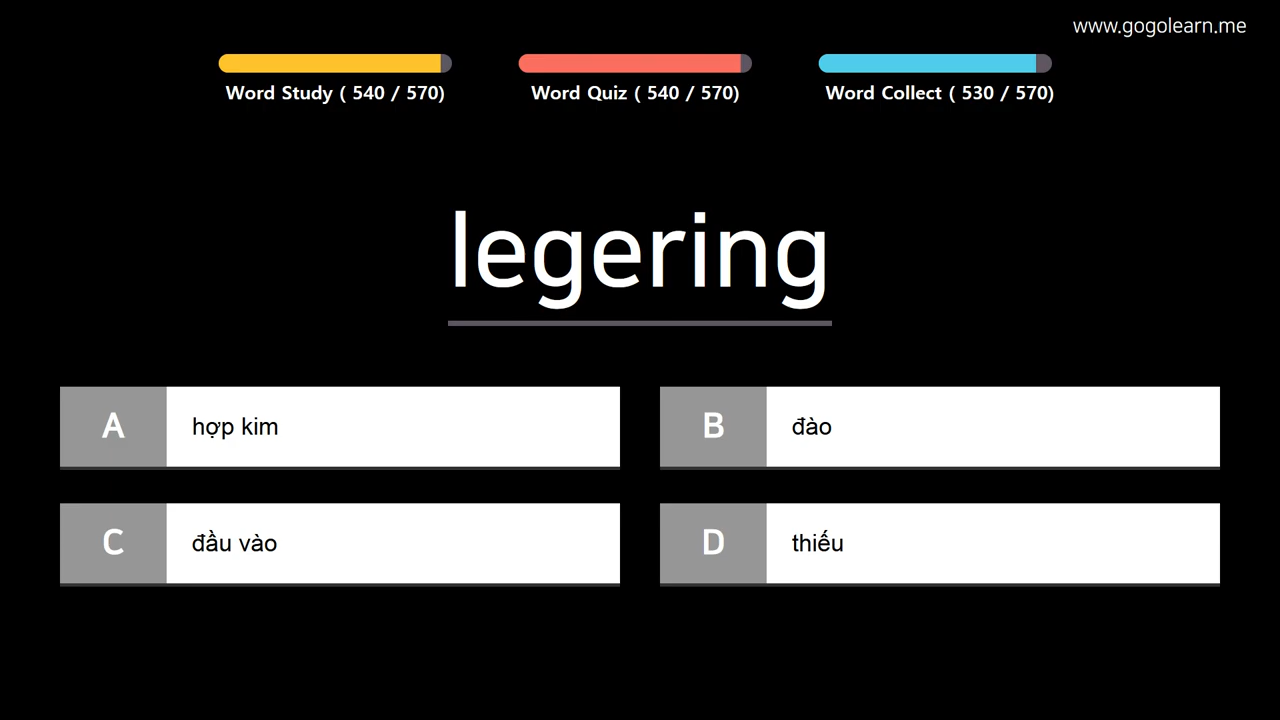 www.gogolearn.me
Word Study ( 540 / 570)
Word Quiz ( 540 / 570)
Word Collect ( 530 / 570)
legering
A
hợp kim
B
đào
C
đầu vào
D
thiếu